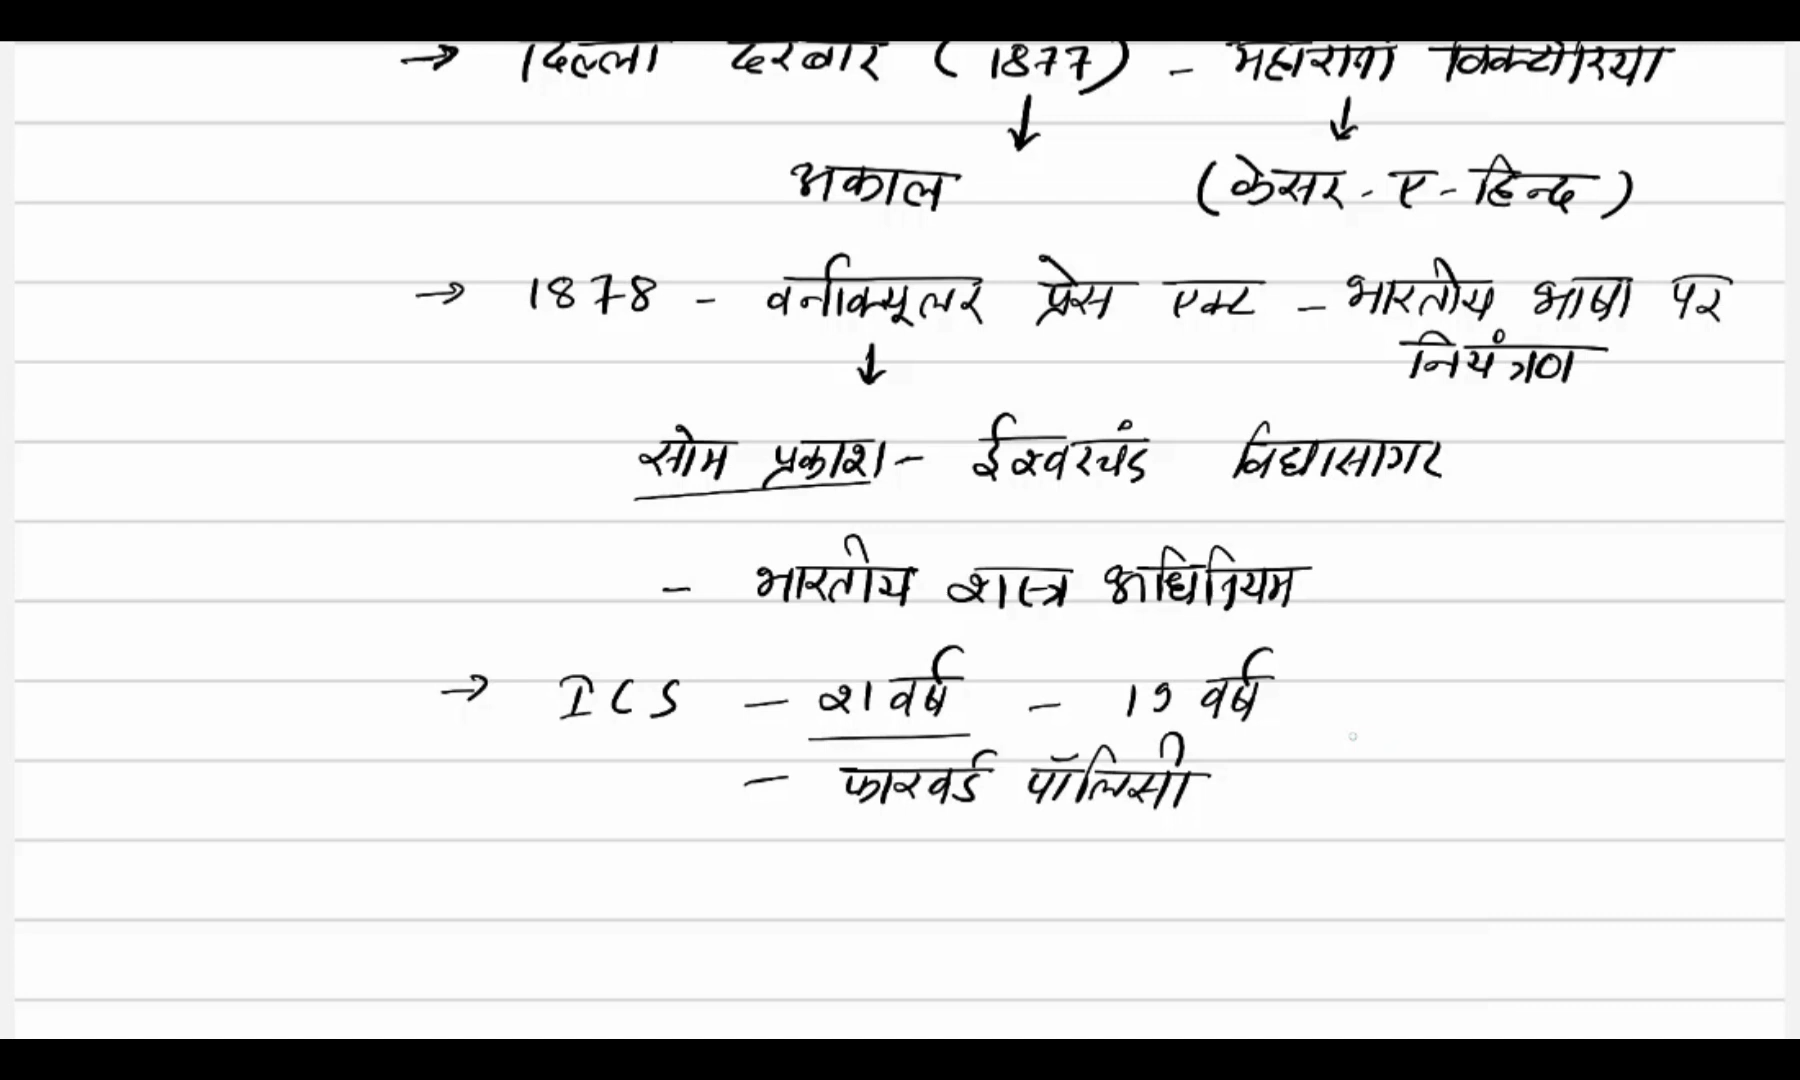 → दिल्ली दरबार (1877) - महारानी विक्टोरिया
↓ ↓
अकाल (केसर-ए-हिन्द)
→ 1878 - वर्नाक्यूलर प्रेस एक्ट - भारतीय भाषा पर
नियंत्रण
↓
सोम प्रकाश - ईश्वरचंद्र विद्यासागर
- भारतीय शास्त्र अधिनियम
→ ICS - 21 वर्ष - 19 वर्ष
- फारवर्ड पॉलिसी